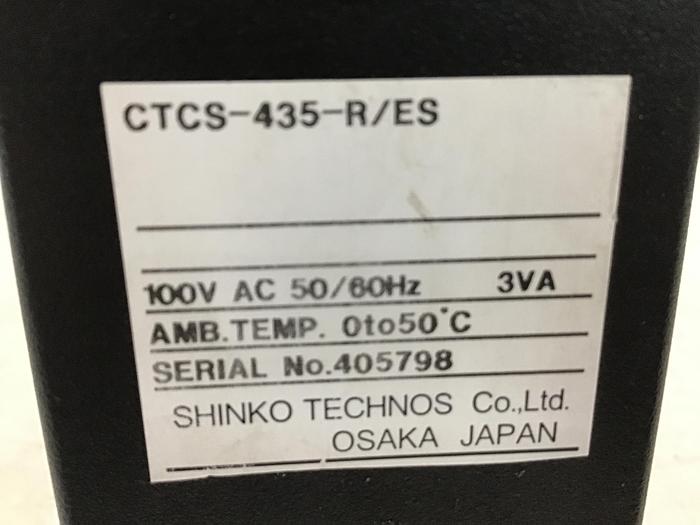 CTCS-435-R/ES
100V AC 50/60Hz 3VA
AMB.TEMP. 0to50°C
SERIAL No.405798
SHINKO TECHNOS Co.,Ltd.
OSAKA JAPAN